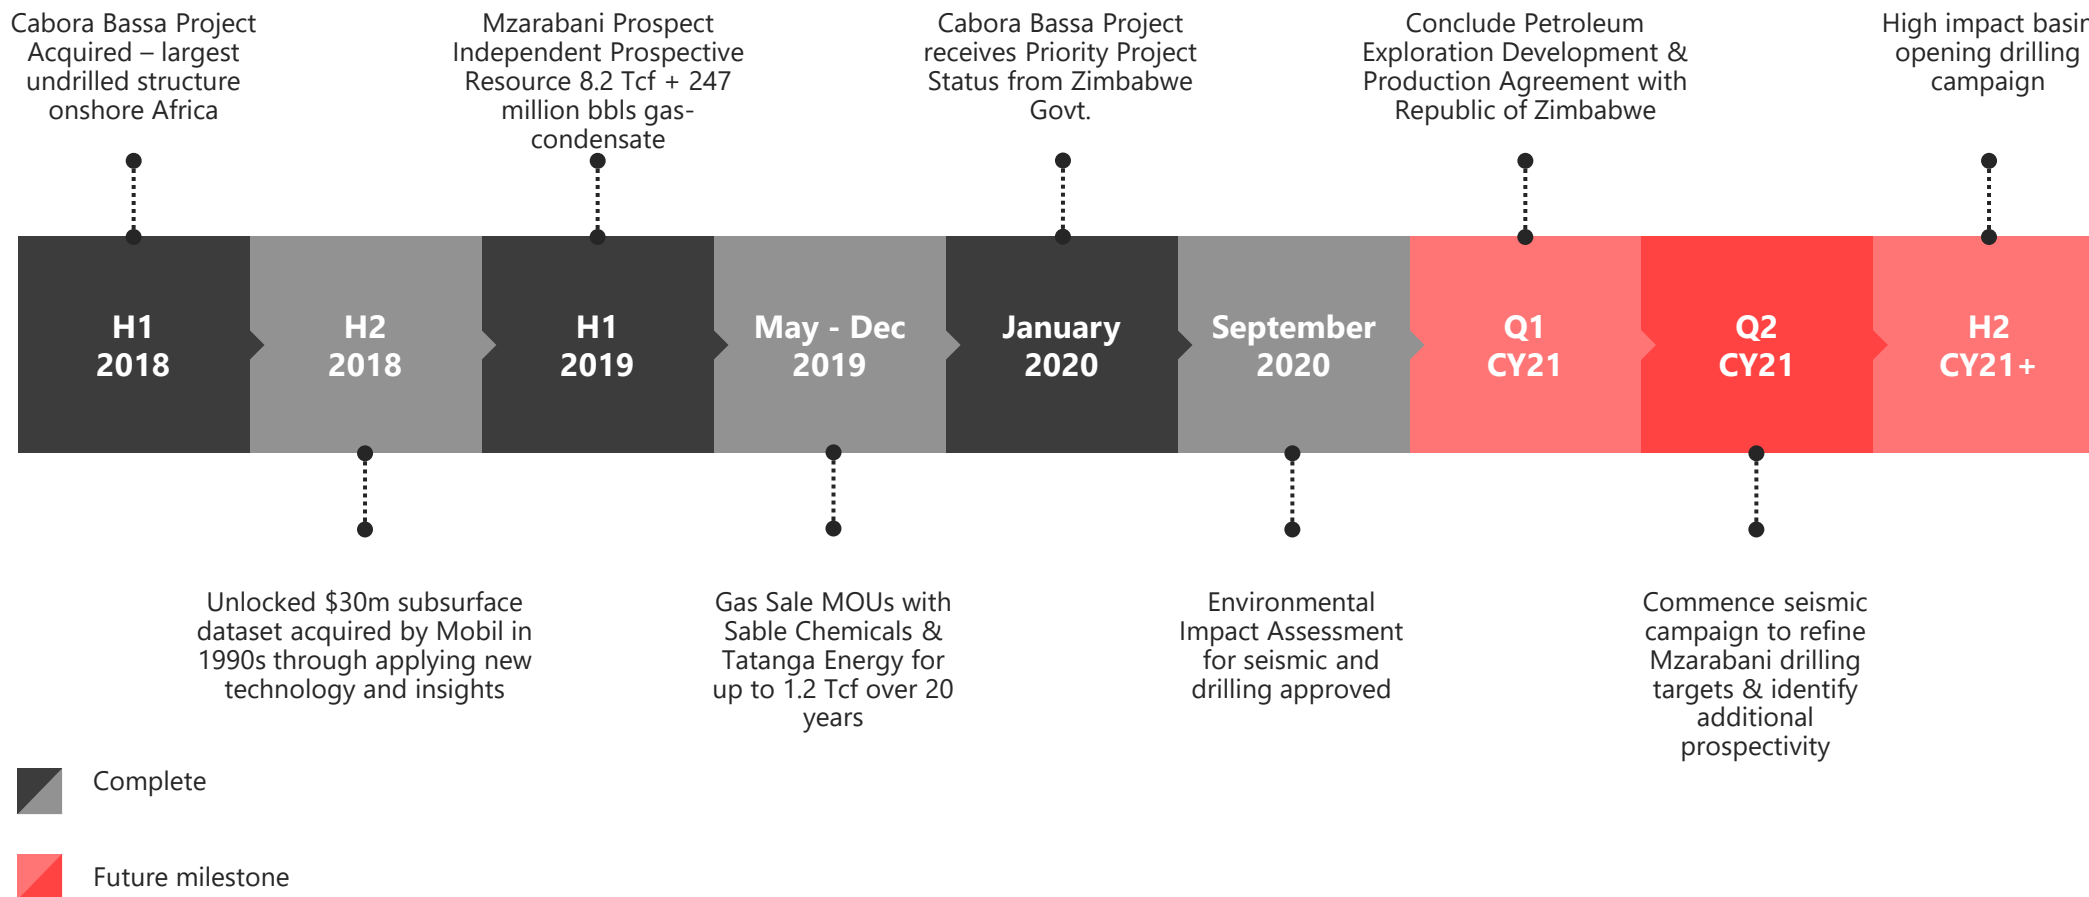 Cabora Bassa Project
Acquired – largest
undrilled structure
onshore Africa
Mzarabani Prospect
Independent Prospective
Resource 8.2 Tcf + 247
million bbls gas-
condensate
Cabora Bassa Project
receives Priority Project
Status from Zimbabwe
Govt.
Conclude Petroleum
Exploration Development &
Production Agreement with
Republic of Zimbabwe
High impact basin
opening drilling
campaign
H1
2018
H2
2018
H1
2019
May - Dec
2019
January
2020
September
2020
Q1
CY21
Q2
CY21
H2
CY21+
Unlocked $30m subsurface
dataset acquired by Mobil in
1990s through applying new
technology and insights
Gas Sale MOUs with
Sable Chemicals &
Tatanga Energy for
up to 1.2 Tcf over 20
years
Environmental
Impact Assessment
for seismic and
drilling approved
Commence seismic
campaign to refine
Mzarabani drilling
targets & identify
additional
prospectivity
Complete
Future milestone